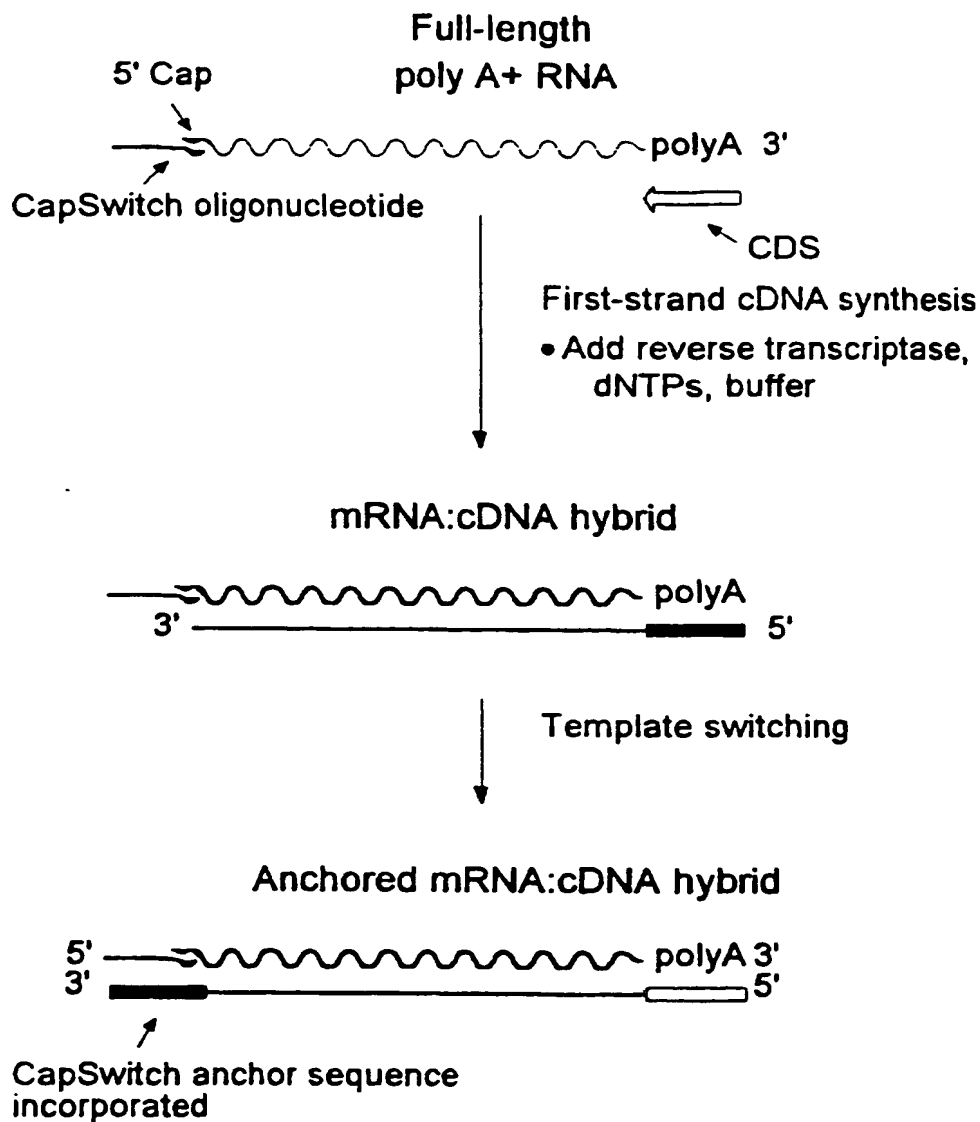 Full-length
poly A+ RNA
5' Cap
polyA 3'
CapSwitch oligonucleotide
CDS
First-strand cDNA synthesis
• Add reverse transcriptase,
dNTPs, buffer
mRNA:cDNA hybrid
polyA
3'
5'
Template switching
Anchored mRNA:cDNA hybrid
5'
polyA 3'
3'
5'
CapSwitch anchor sequence
incorporated